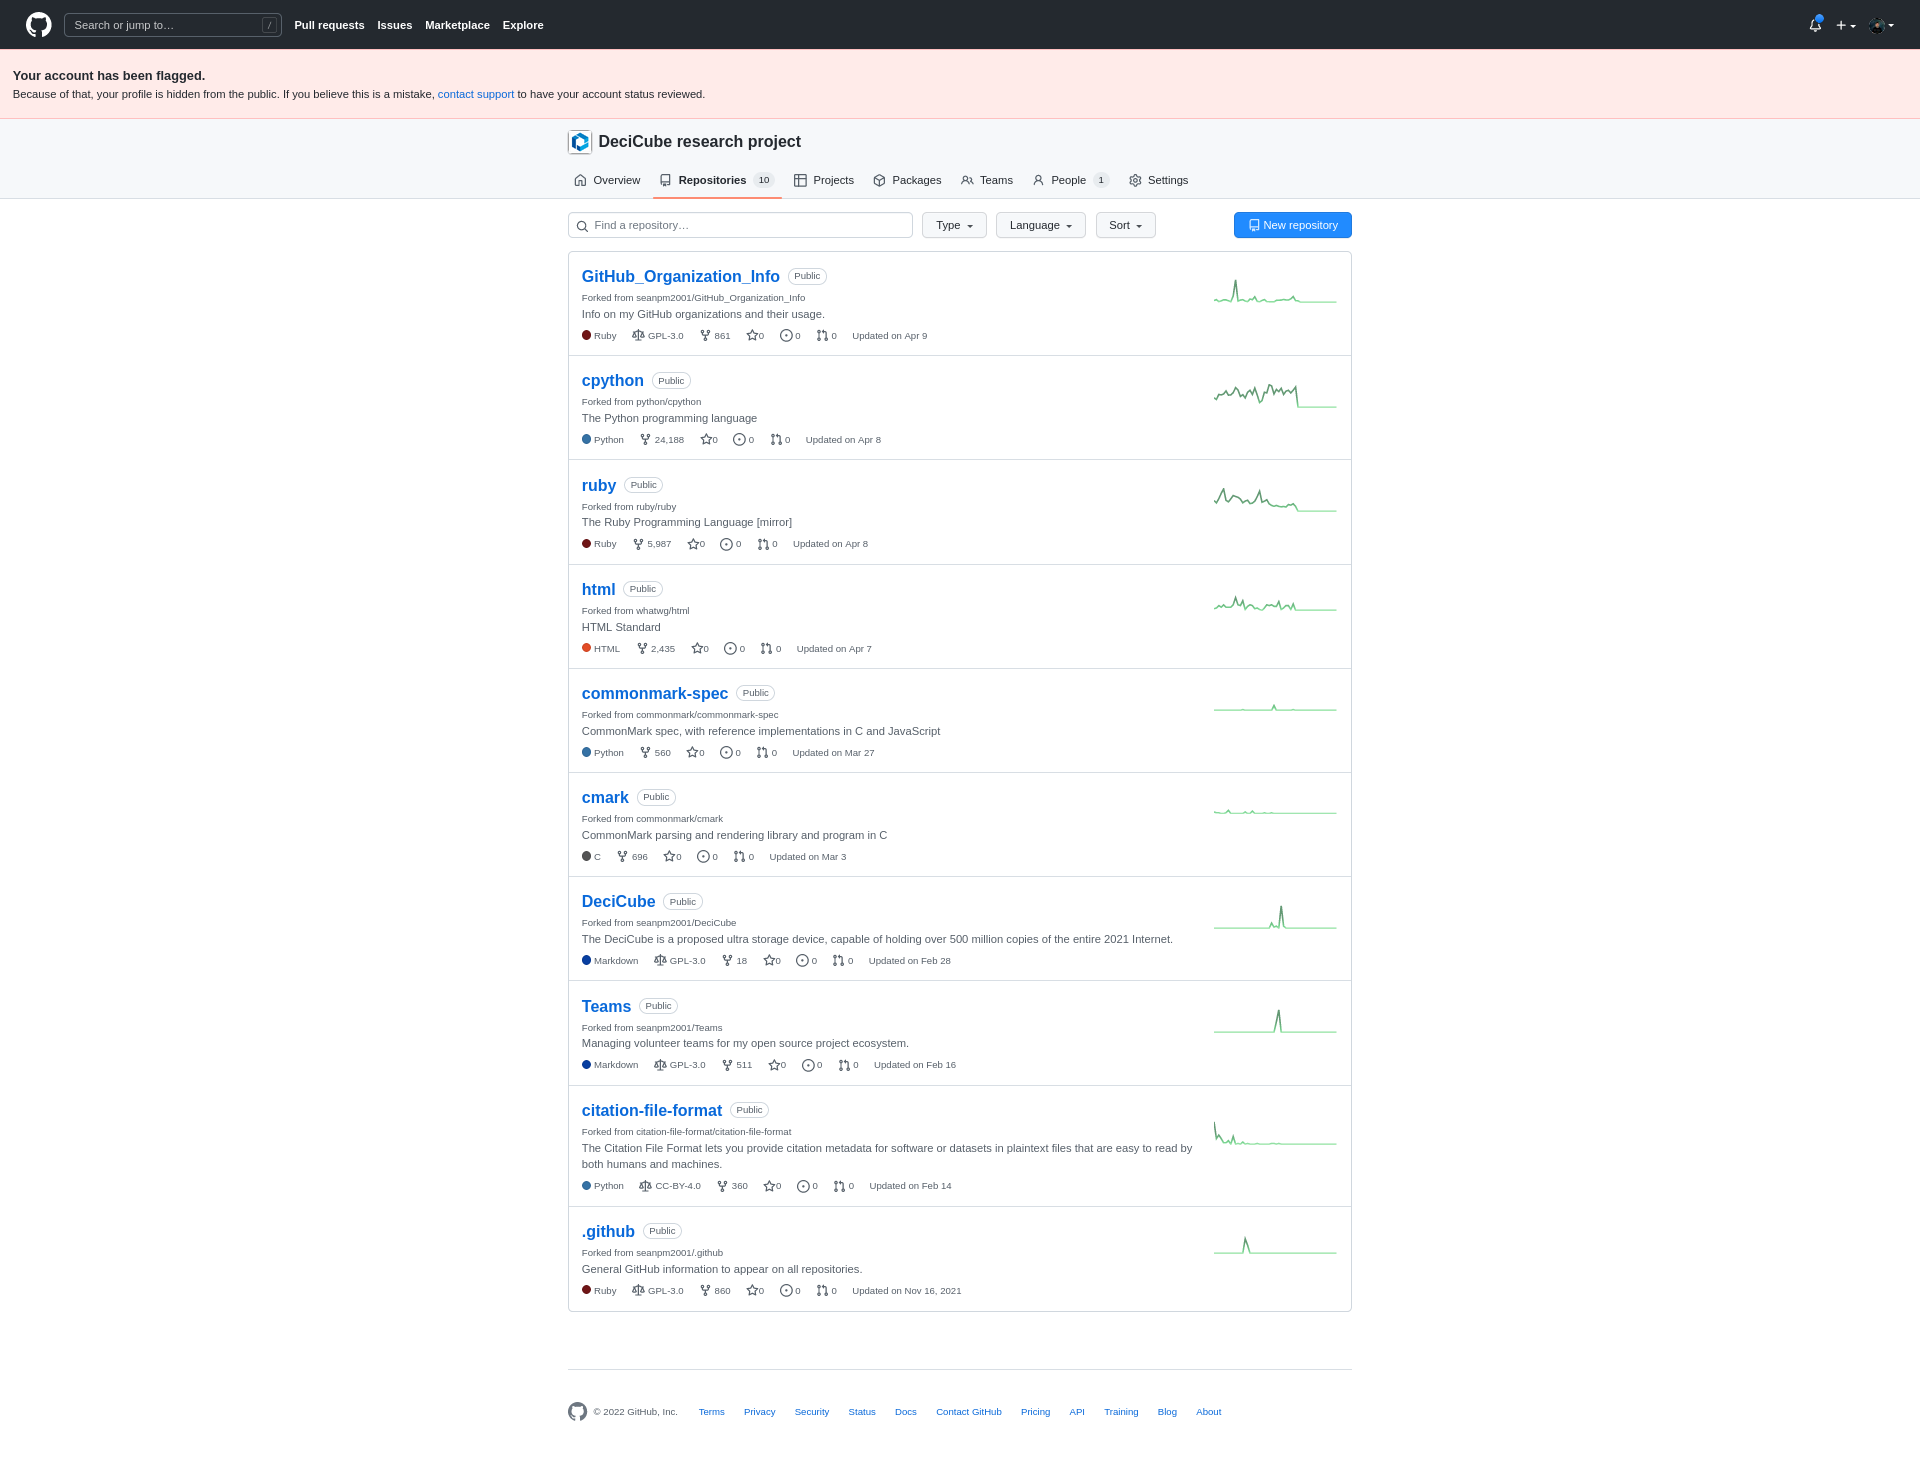 Search or jump to… /
Pull requests Issues Marketplace Explore
Your account has been flagged.
Because of that, your profile is hidden from the public. If you believe this is a mistake, contact support to have your account status reviewed.
DeciCube research project
Overview Repositories 10 Projects Packages Teams People 1 Settings
Find a repository… Type Language Sort New repository
GitHub_Organization_Info Public
Forked from seanpm2001/GitHub_Organization_Info
Info on my GitHub organizations and their usage.
Ruby GPL-3.0 861 0 0 0 Updated on Apr 9
cpython Public
Forked from python/cpython
The Python programming language
Python 24,188 0 0 0 Updated on Apr 8
ruby Public
Forked from ruby/ruby
The Ruby Programming Language [mirror]
Ruby 5,987 0 0 0 Updated on Apr 8
html Public
Forked from whatwg/html
HTML Standard
HTML 2,435 0 0 0 Updated on Apr 7
commonmark-spec Public
Forked from commonmark/commonmark-spec
CommonMark spec, with reference implementations in C and JavaScript
Python 560 0 0 0 Updated on Mar 27
cmark Public
Forked from commonmark/cmark
CommonMark parsing and rendering library and program in C
C 696 0 0 0 Updated on Mar 3
DeciCube Public
Forked from seanpm2001/DeciCube
The DeciCube is a proposed ultra storage device, capable of holding over 500 million copies of the entire 2021 Internet.
Markdown GPL-3.0 18 0 0 0 Updated on Feb 28
Teams Public
Forked from seanpm2001/Teams
Managing volunteer teams for my open source project ecosystem.
Markdown GPL-3.0 511 0 0 0 Updated on Feb 16
citation-file-format Public
Forked from citation-file-format/citation-file-format
The Citation File Format lets you provide citation metadata for software or datasets in plaintext files that are easy to read by
both humans and machines.
Python CC-BY-4.0 360 0 0 0 Updated on Feb 14
.github Public
Forked from seanpm2001/.github
General GitHub information to appear on all repositories.
Ruby GPL-3.0 860 0 0 0 Updated on Nov 16, 2021
© 2022 GitHub, Inc. Terms Privacy Security Status Docs Contact GitHub Pricing API Training Blog About